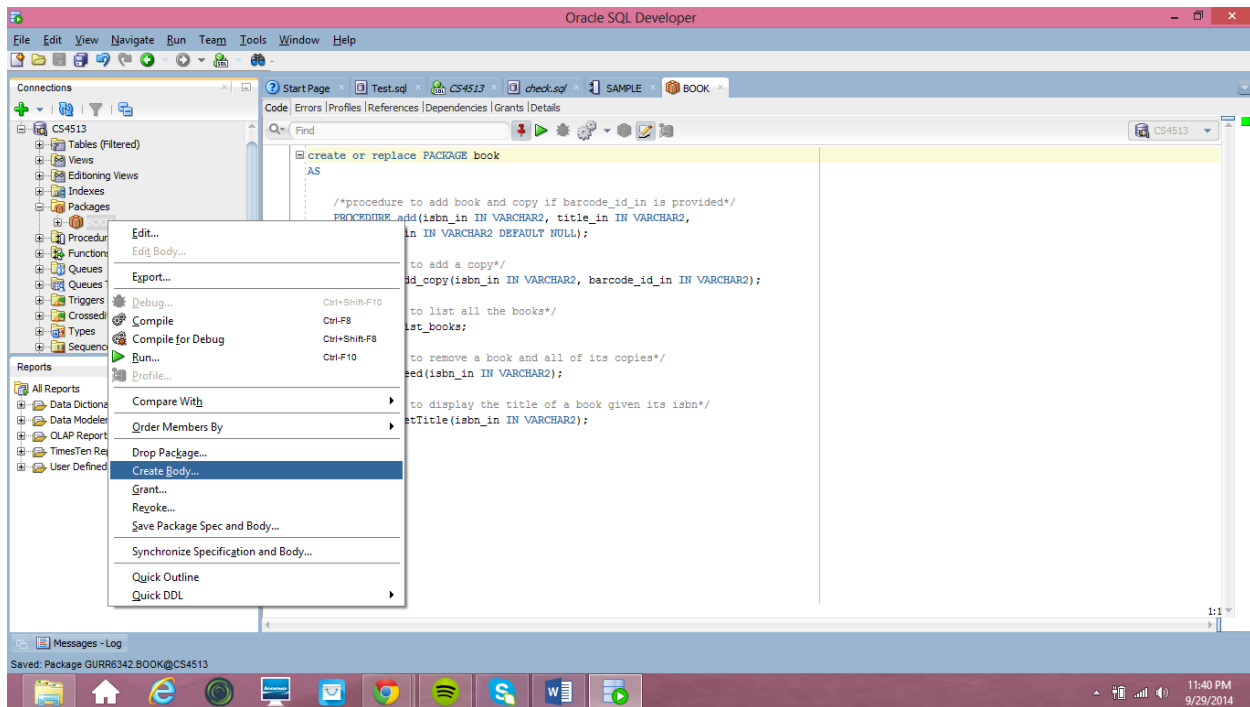 Oracle SQL Developer
File Edit View Navigate Run Team Tools Window Help
Connections
CS4513
Tables (Filtered)
Views
Editioning Views
Indexes
Packages
BOOK
Procedur
Functions
Queues
Queues T
Triggers
Crossedi
Types
Sequenc
Reports
All Reports
Data Dictiona
Data Modeler
OLAP Report
TimesTen Rep
User Defined
Edit...
Edit Body...
Export...
Debug... Ctrl+Shift-F10
Compile Ctrl-F8
Compile for Debug Ctrl+Shift-F8
Run... Ctrl-F10
Profile...
Compare With
Order Members By
Drop Package...
Create Body...
Grant...
Revoke...
Save Package Spec and Body...
Synchronize Specification and Body...
Quick Outline
Quick DDL
Start Page Test.sql CS4513 check.sql SAMPLE BOOK
Code Errors Profiles References Dependencies Grants Details
Find
CS4513
create or replace PACKAGE book
AS
/*procedure to add book and copy if barcode_id_in is provided*/
PROCEDURE add(isbn_in IN VARCHAR2, title_in IN VARCHAR2,
in IN VARCHAR2 DEFAULT NULL);
to add a copy*/
dd_copy(isbn_in IN VARCHAR2, barcode_id_in IN VARCHAR2);
to list all the books*/
ist_books;
to remove a book and all of its copies*/
eed(isbn_in IN VARCHAR2);
to display the title of a book given its isbn*/
etTitle(isbn_in IN VARCHAR2);
1:1
Messages - Log
Saved: Package GURR6342.BOOK@CS4513
lenovo
W
11:40 PM
9/29/2014